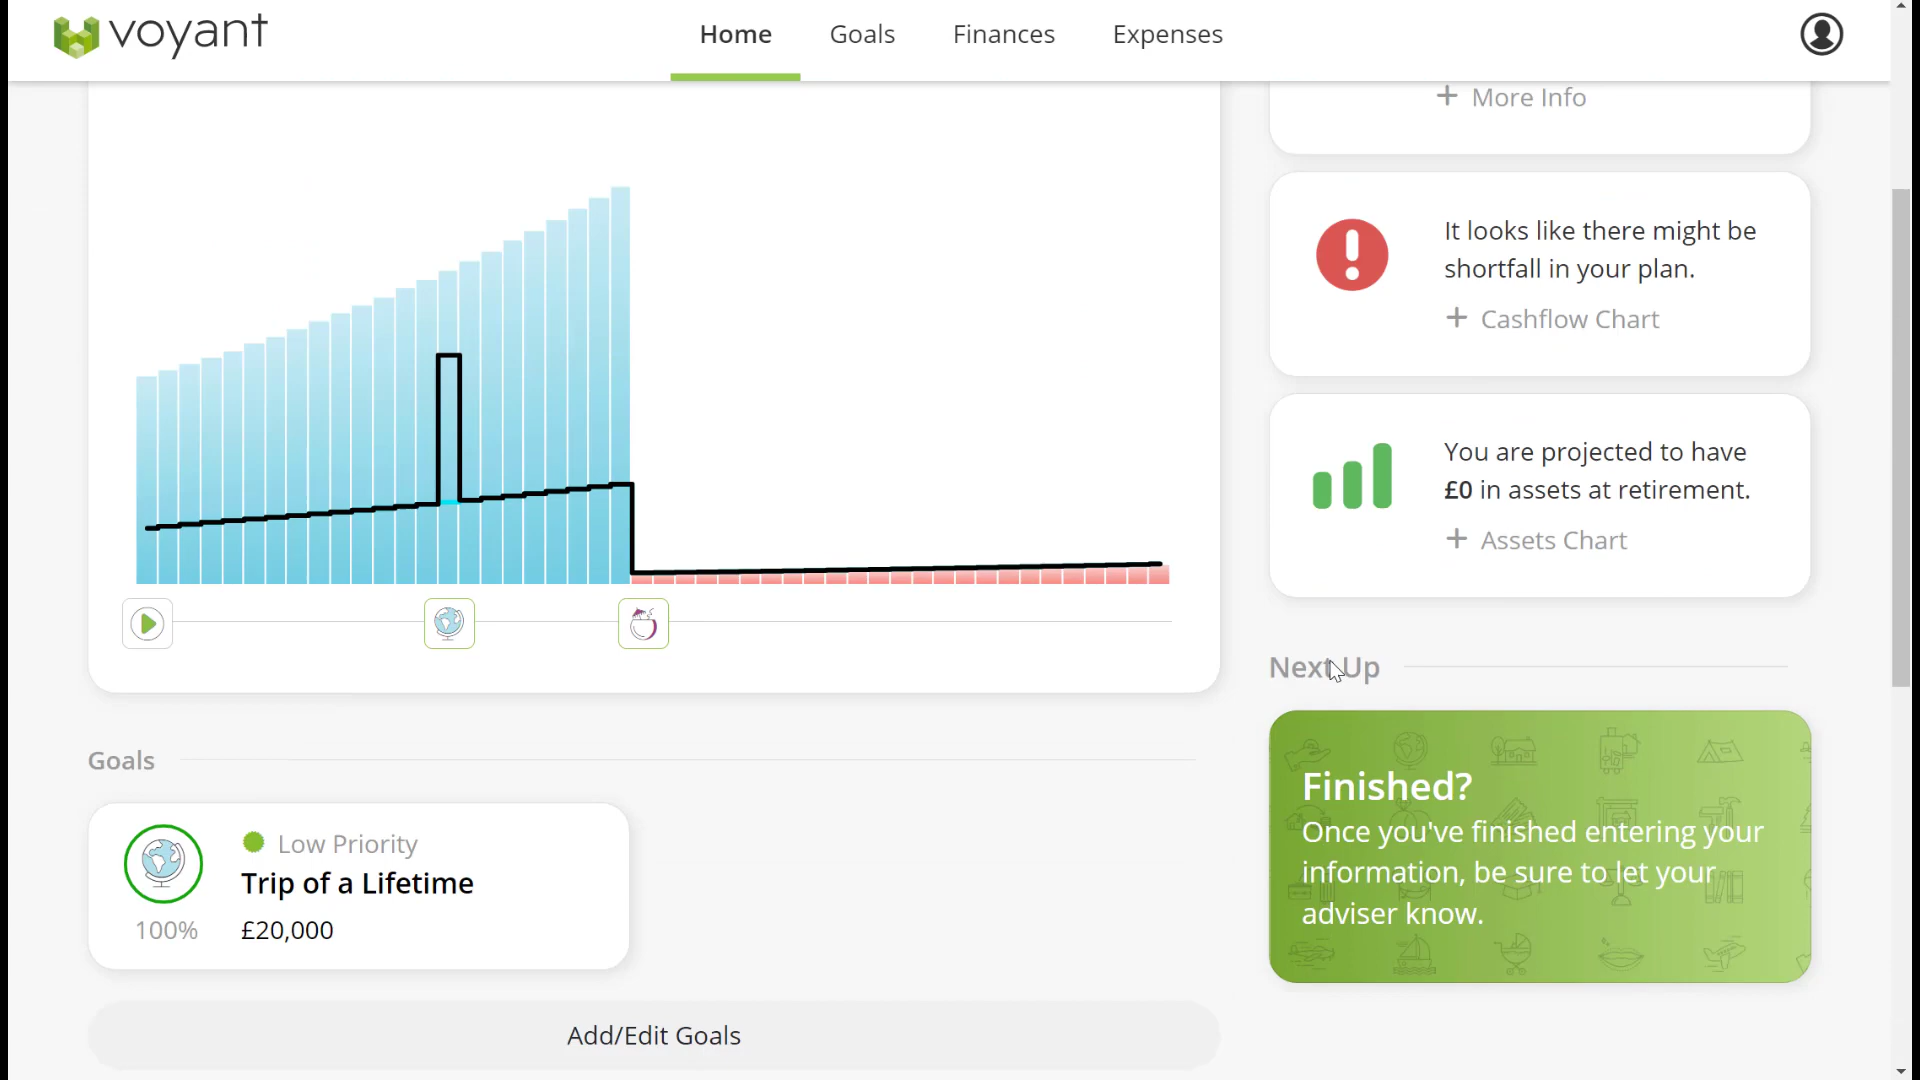 voyant
Home
Goals
Finances
Expenses
+ More Info
It looks like there might be
shortfall in your plan.
+ Cashflow Chart
You are projected to have
£0 in assets at retirement.
+ Assets Chart
Next Up
Finished?
Once you've finished entering your
information, be sure to let your
adviser know.
Goals
Low Priority
Trip of a Lifetime
100%
£20,000
Add/Edit Goals